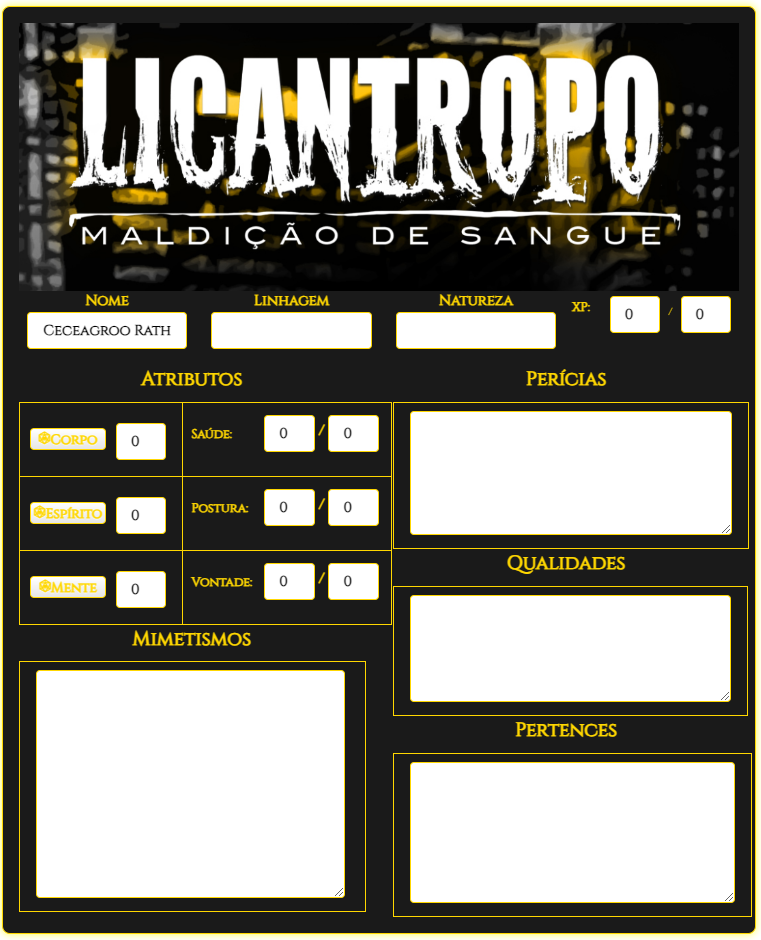 LICANTROPO
MALDIÇÃO DE SANGUE
Nome Linhagem Natureza XP: 0 / 0
Ceceagroo Rath
Atributos
Corpo 0 Saúde: 0 / 0
Espírito 0 Postura: 0 / 0
Mente 0 Vontade: 0 / 0
Mimetismos
Perícias
Qualidades
Pertences